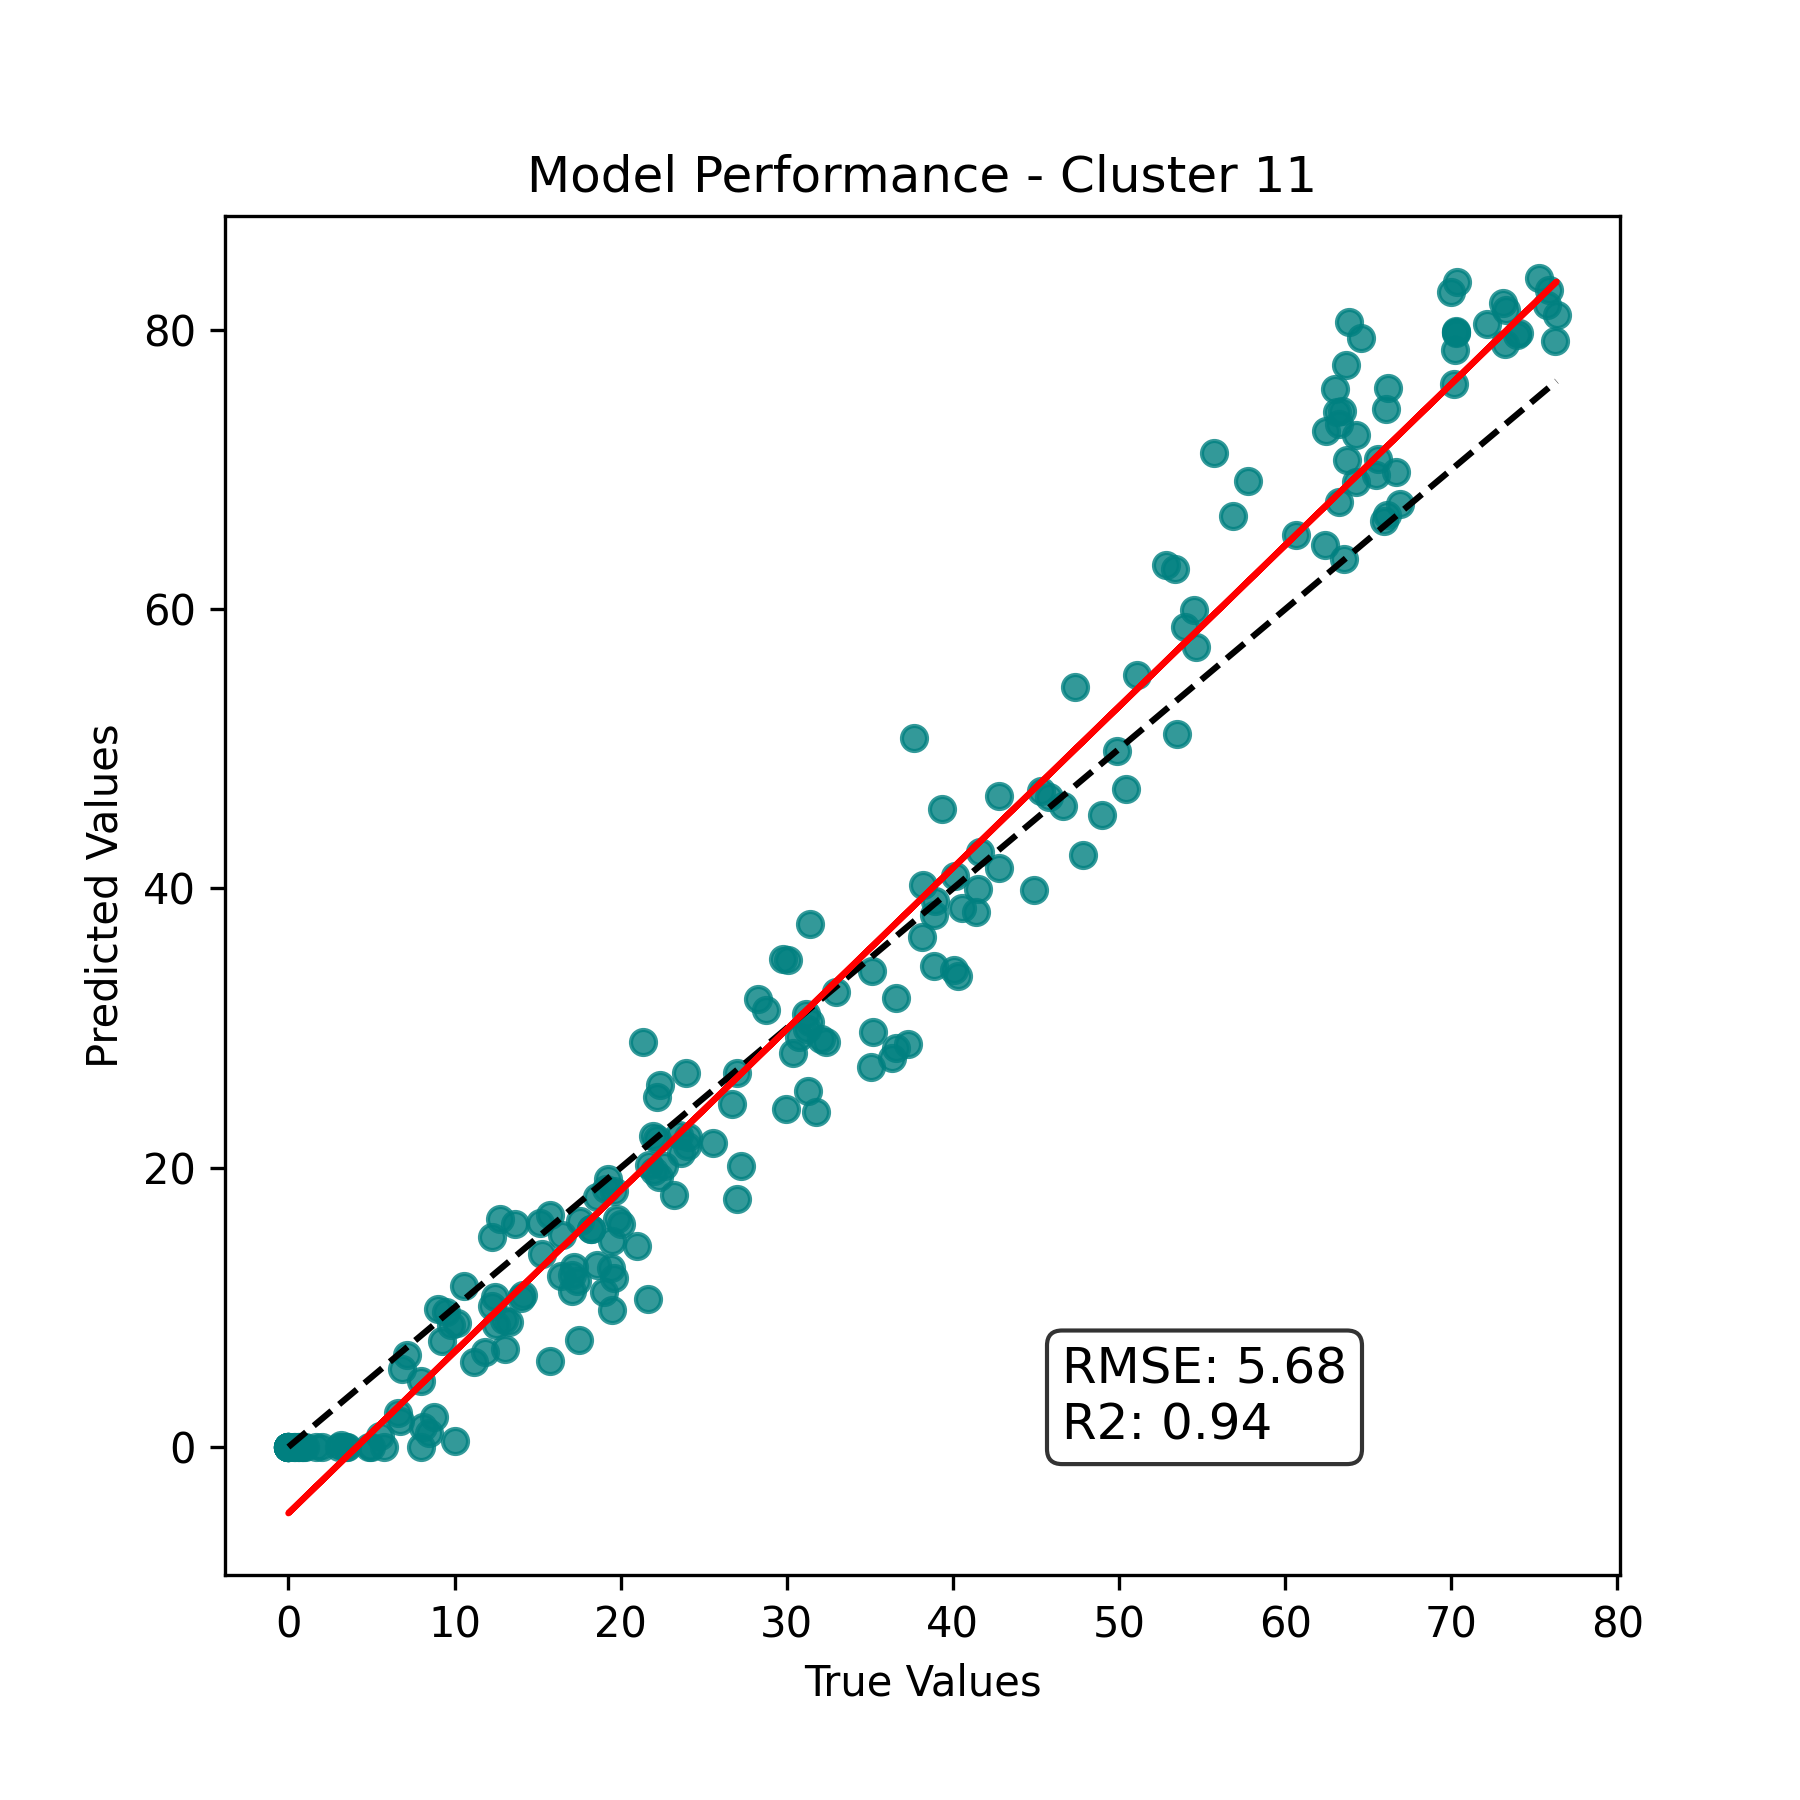 Model Performance - Cluster 11
80
60
40
20
0
Predicted Values
RMSE: 5.68
R2: 0.94
0 10 20 30 40 50 60 70 80
True Values